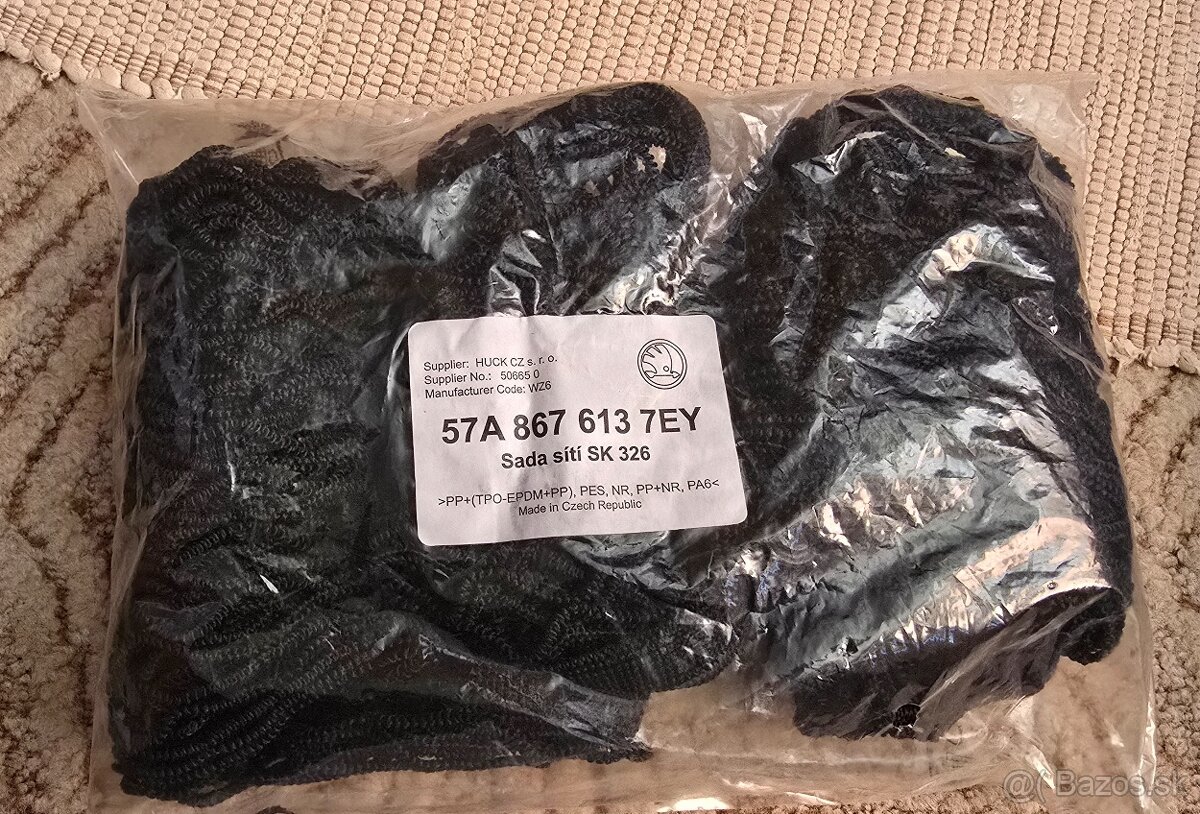 Supplier: HUCK CZ s. r. o.
Supplier No.: 50665 0
Manufacturer Code: WZ6
57A 867 613 7EY
Sada sítí SK 326
>PP+(TPO-EPDM+PP), PES, NR, PP+NR, PA6<
Made in Czech Republic
@( Bazos.sk